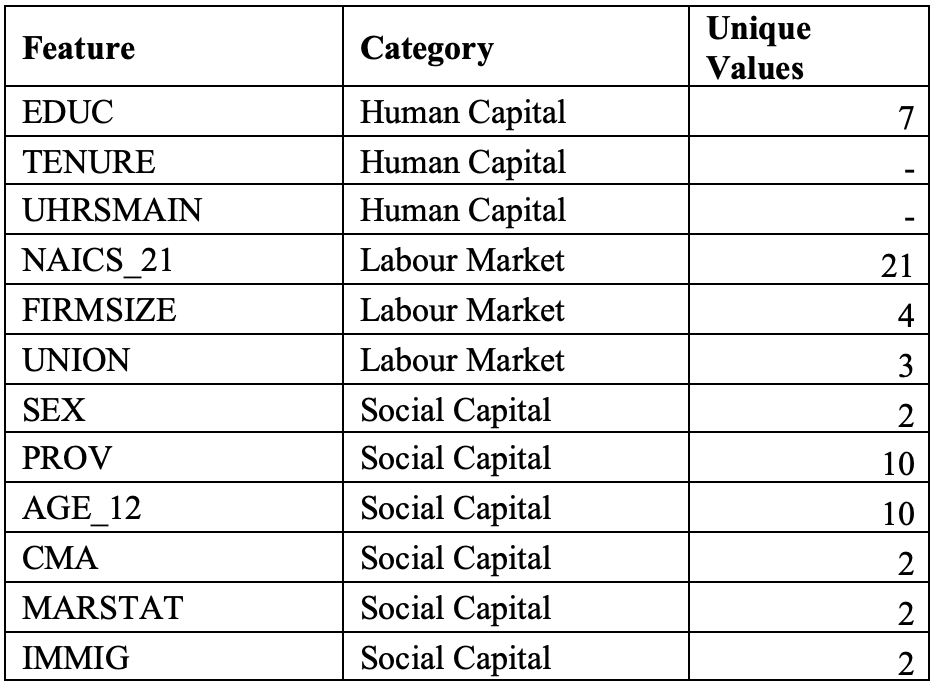 Feature Category Unique Values
EDUC Human Capital 7
TENURE Human Capital -
UHRSMAIN Human Capital -
NAICS_21 Labour Market 21
FIRMSIZE Labour Market 4
UNION Labour Market 3
SEX Social Capital 2
PROV Social Capital 10
AGE_12 Social Capital 10
CMA Social Capital 2
MARSTAT Social Capital 2
IMMIG Social Capital 2